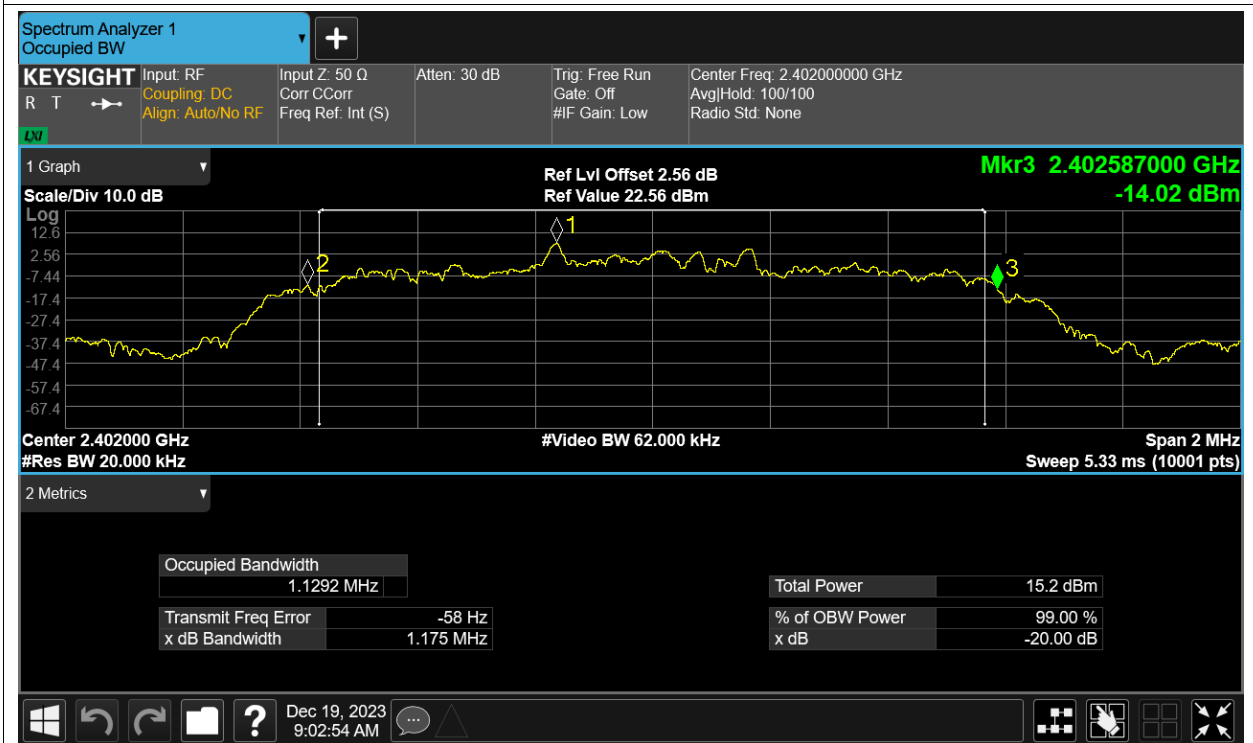 Spectrum Analyzer 1
Occupied BW
KEYSIGHT
R T
LXI
Input: RF
Coupling: DC
Align: Auto/No RF
Input Z: 50 Ω
Corr CCorr
Freq Ref: Int (S)
Atten: 30 dB
Trig: Free Run
Gate: Off
#IF Gain: Low
Center Freq: 2.402000000 GHz
Avg|Hold: 100/100
Radio Std: None
1 Graph
Scale/Div 10.0 dB
Ref Lvl Offset 2.56 dB
Ref Value 22.56 dBm
Mkr3 2.402587000 GHz
-14.02 dBm
Log
12.6
2.56
-7.44
-17.4
-27.4
-37.4
-47.4
-57.4
-67.4
1
2
3
Center 2.402000 GHz
#Res BW 20.000 kHz
#Video BW 62.000 kHz
Span 2 MHz
Sweep 5.33 ms (10001 pts)
2 Metrics
Occupied Bandwidth
1.1292 MHz
Transmit Freq Error -58 Hz
x dB Bandwidth 1.175 MHz
Total Power 15.2 dBm
% of OBW Power 99.00 %
x dB -20.00 dB
?
Dec 19, 2023
9:02:54 AM